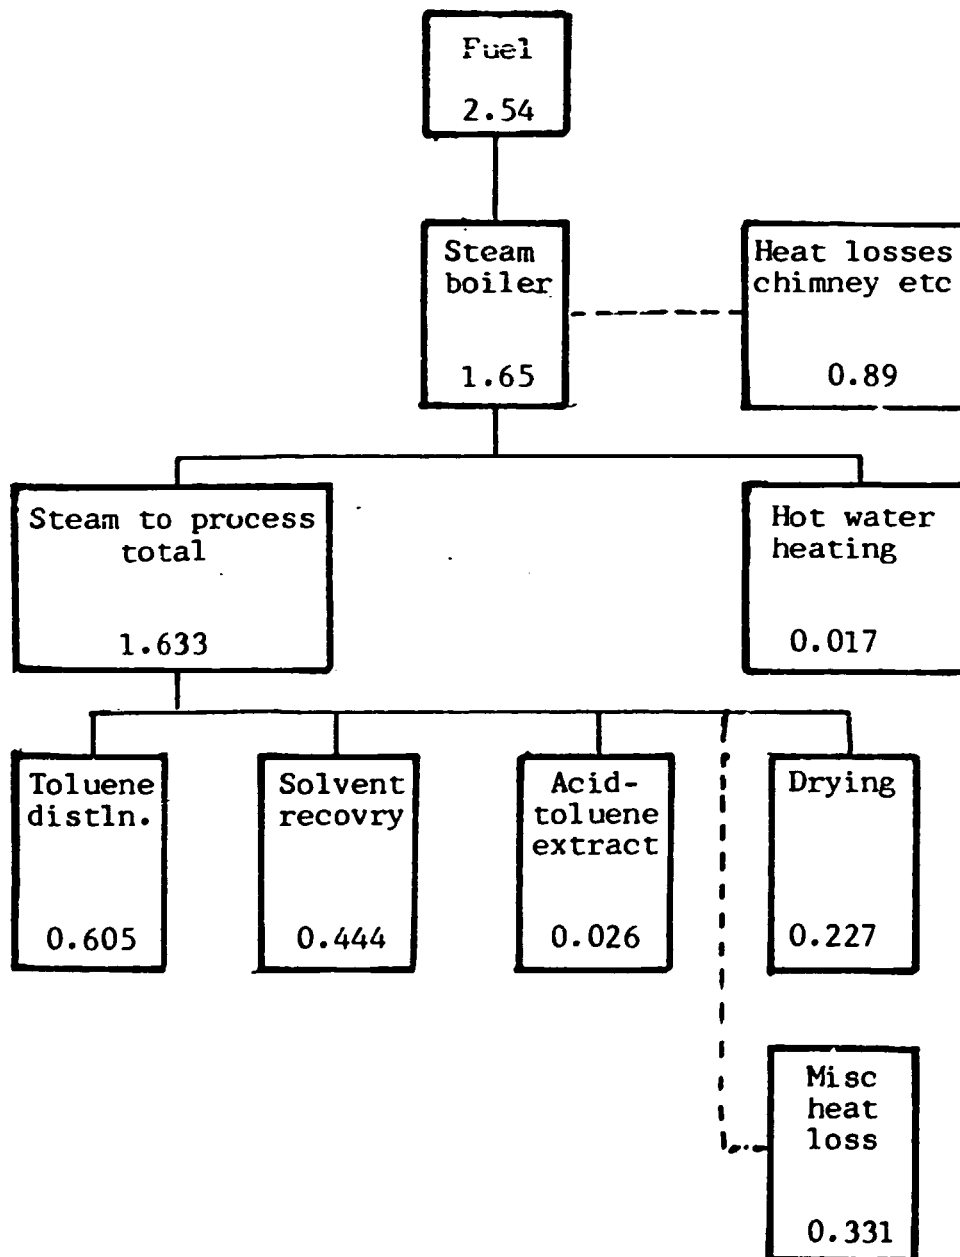 Fuel
2.54
Steam
boiler
1.65
Heat losses
chimney etc
0.89
Steam to process
total
1.633
Hot water
heating
0.017
Toluene
distln.
0.605
Solvent
recovry
0.444
Acid-
toluene
extract
0.026
Drying
0.227
Misc
heat
loss
0.331